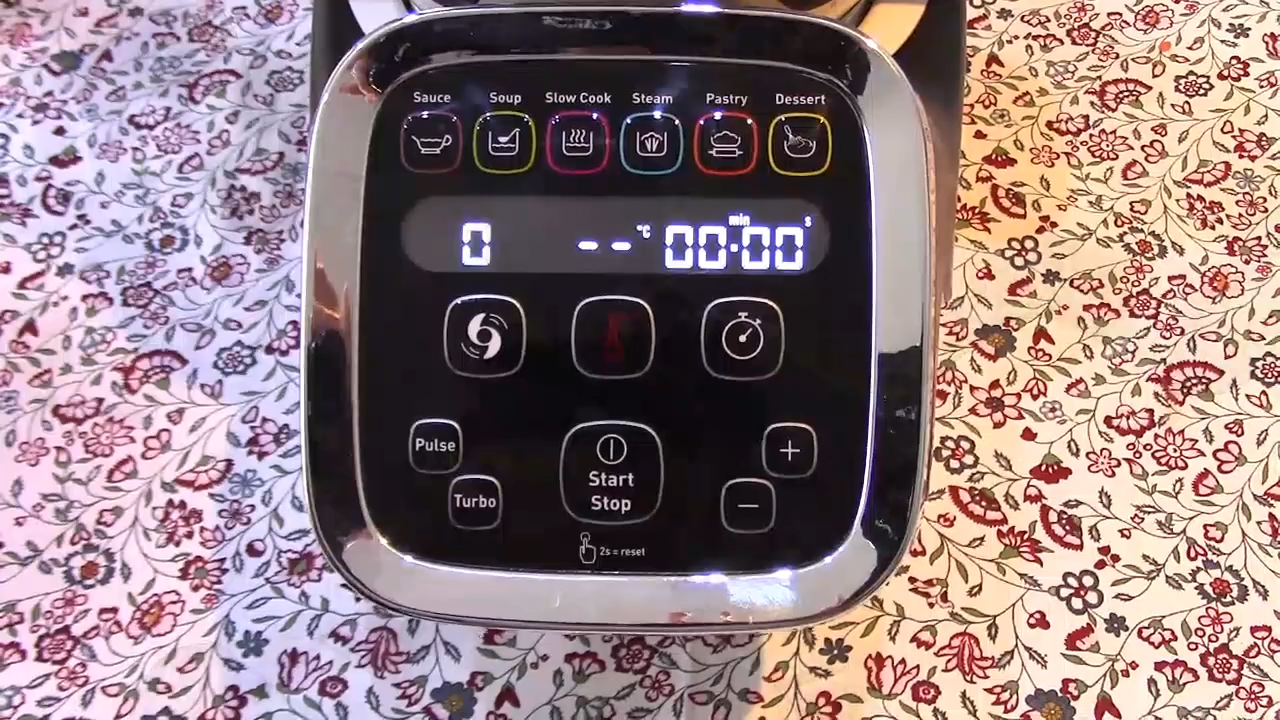 Sauce Soup Slow Cook Steam Pastry Dessert
0 -- °C 00:00 min s
Pulse
Turbo
Start
Stop
+
−
2s = reset